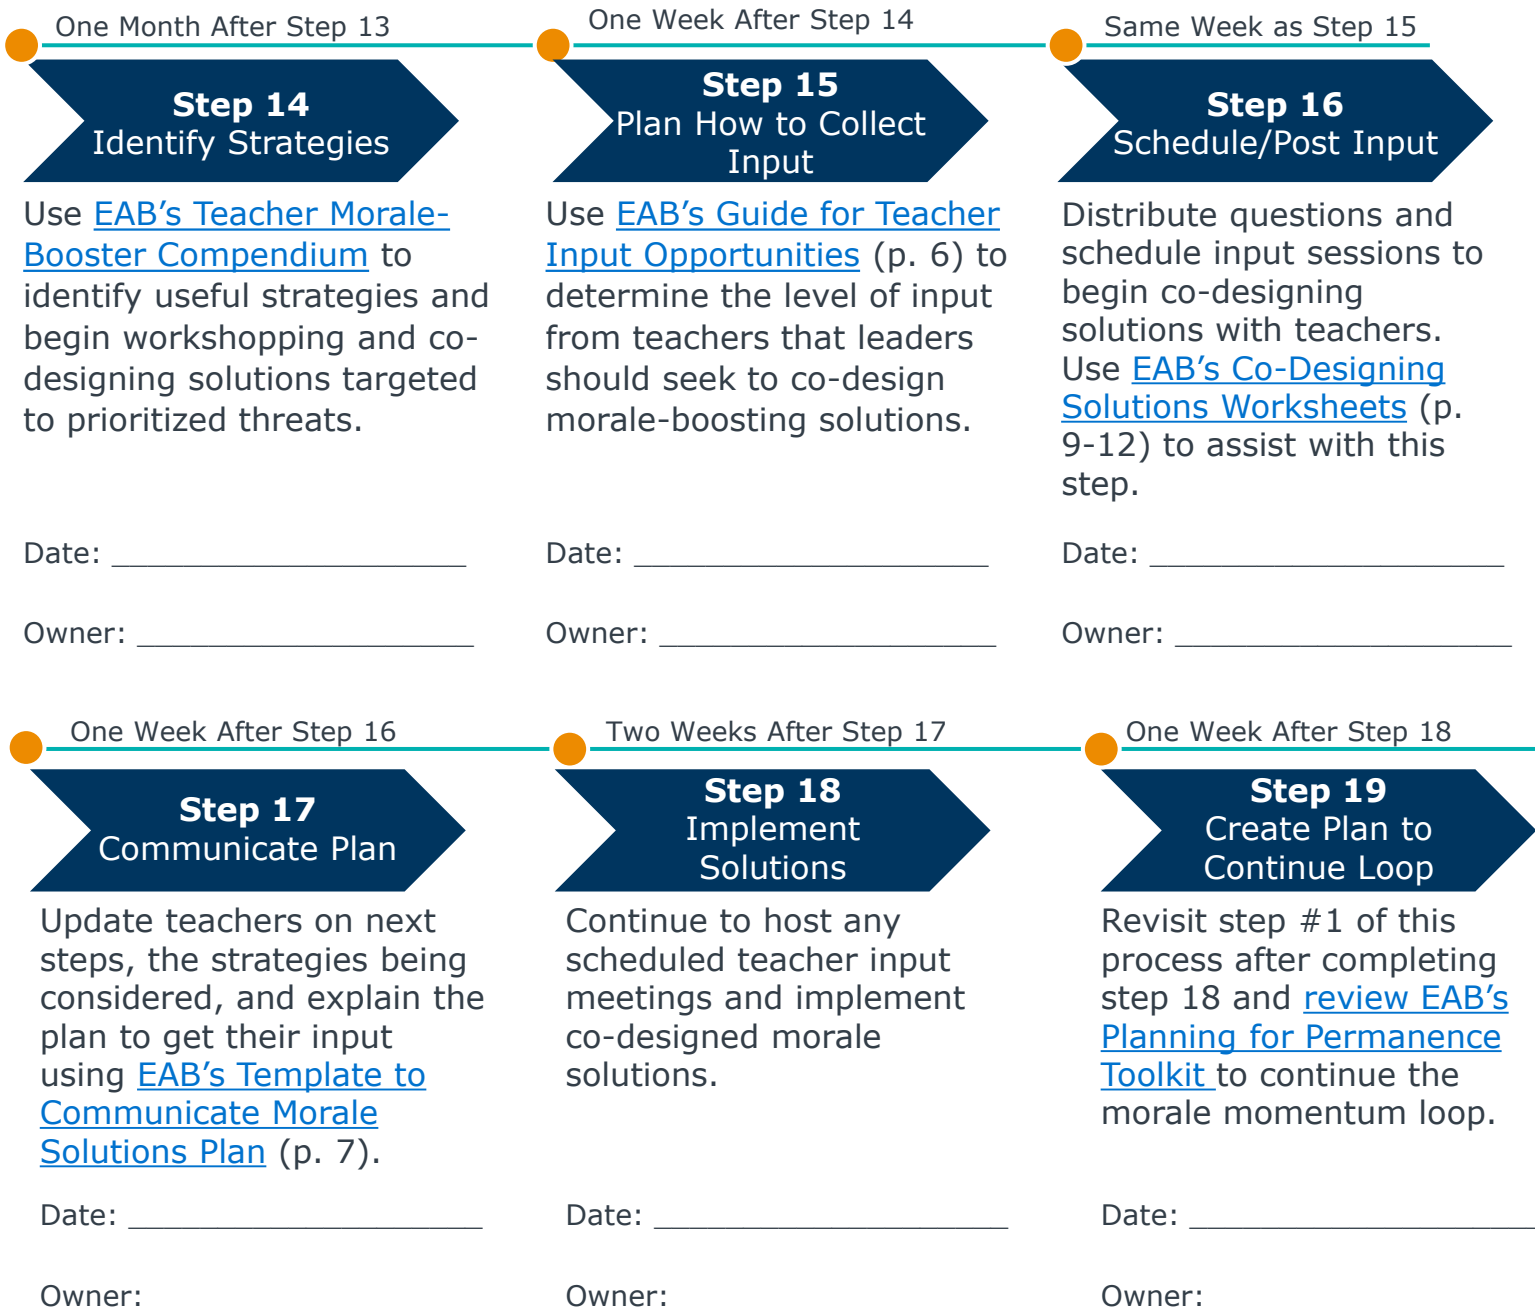 One Month After Step 13
Step 14
Identify Strategies
Use EAB’s Teacher Morale-
Booster Compendium to
identify useful strategies and
begin workshopping and co-
designing solutions targeted
to prioritized threats.
Date: ______________________
Owner: _____________________
One Week After Step 14
Step 15
Plan How to Collect
Input
Use EAB’s Guide for Teacher
Input Opportunities (p. 6) to
determine the level of input
from teachers that leaders
should seek to co-design
morale-boosting solutions.
Date: ______________________
Owner: _____________________
Same Week as Step 15
Step 16
Schedule/Post Input
Distribute questions and
schedule input sessions to
begin co-designing
solutions with teachers.
Use EAB’s Co-Designing
Solutions Worksheets (p.
9-12) to assist with this
step.
Date: ______________________
Owner: _____________________
One Week After Step 16
Step 17
Communicate Plan
Update teachers on next
steps, the strategies being
considered, and explain the
plan to get their input
using EAB’s Template to
Communicate Morale
Solutions Plan (p. 7).
Date: ______________________
Owner:
Two Weeks After Step 17
Step 18
Implement
Solutions
Continue to host any
scheduled teacher input
meetings and implement
co-designed morale
solutions.
Date: ______________________
Owner:
One Week After Step 18
Step 19
Create Plan to
Continue Loop
Revisit step #1 of this
process after completing
step 18 and review EAB’s
Planning for Permanence
Toolkit to continue the
morale momentum loop.
Date: ______________________
Owner: